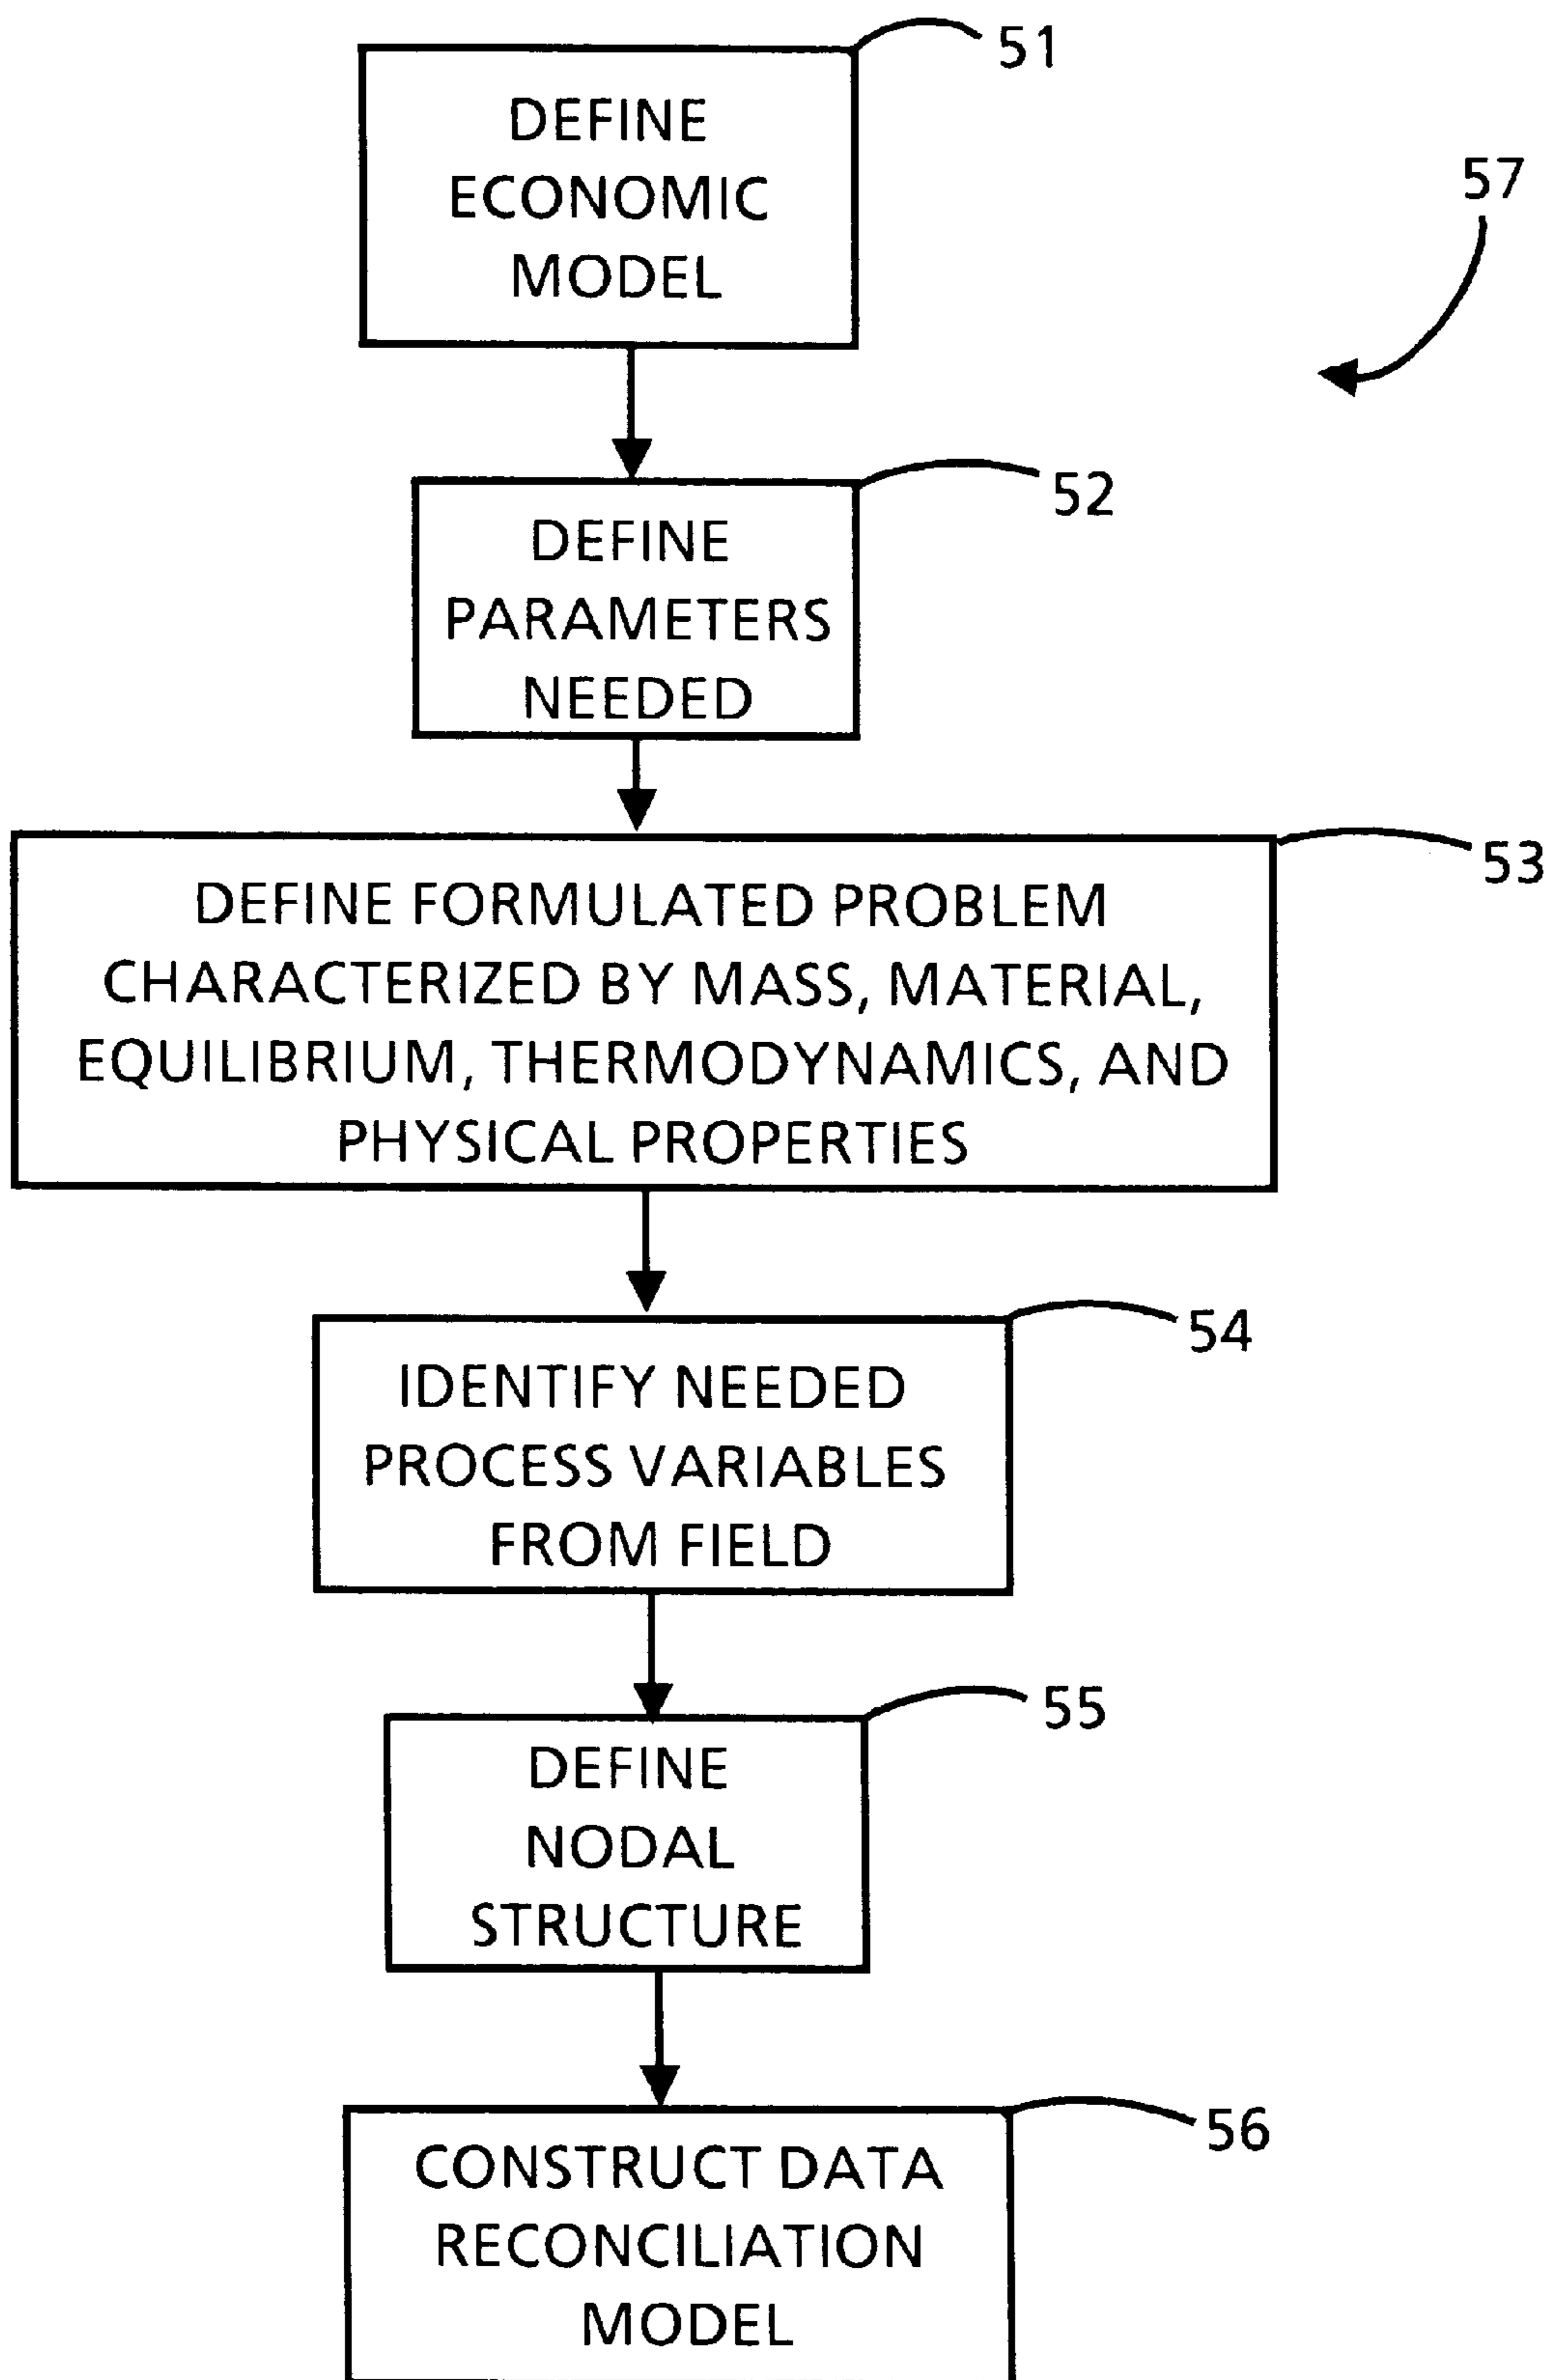 51
DEFINE
ECONOMIC
MODEL
57
52
DEFINE
PARAMETERS
NEEDED
53
DEFINE FORMULATED PROBLEM
CHARACTERIZED BY MASS, MATERIAL,
EQUILIBRIUM, THERMODYNAMICS, AND
PHYSICAL PROPERTIES
54
IDENTIFY NEEDED
PROCESS VARIABLES
FROM FIELD
55
DEFINE
NODAL
STRUCTURE
56
CONSTRUCT DATA
RECONCILIATION
MODEL